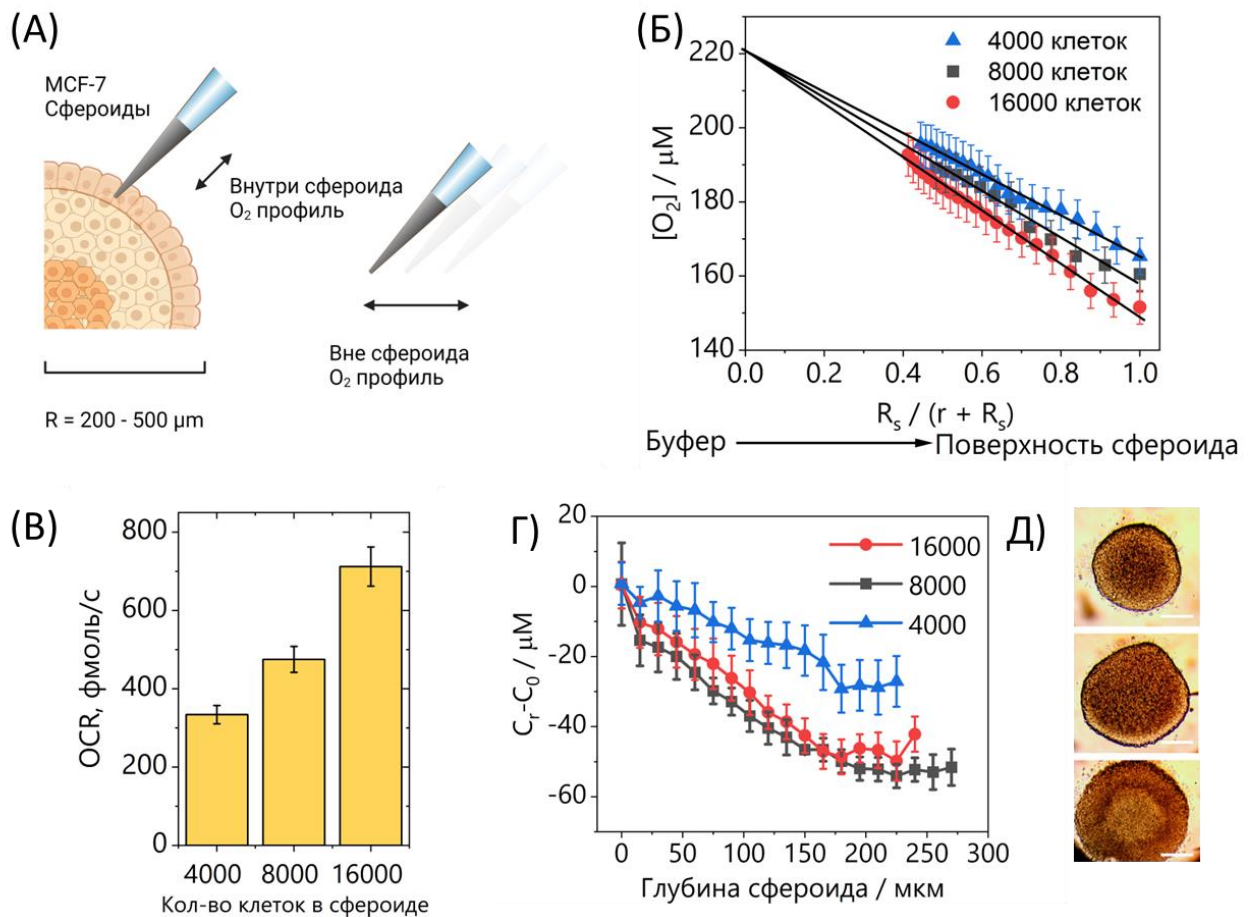 (А)
MCF-7
Сфероиды
Внутри сфероида
O₂ профиль
Вне сфероида
O₂ профиль
R = 200 - 500 μm
(Б)
220
200
180
160
140
[O₂] / μM
4000 клеток
8000 клеток
16000 клеток
0.0 0.2 0.4 0.6 0.8 1.0
Rₛ / (r + Rₛ)
Буфер Поверхность сфероида
(В)
800
600
400
200
0
OCR, фмоль/с
4000 8000 16000
Кол-во клеток в сфероиде
Г)
20
0
-20
-40
-60
Cᵣ-C₀ / μM
16000
8000
4000
0 50 100 150 200 250 300
Глубина сфероида / мкм
Д)